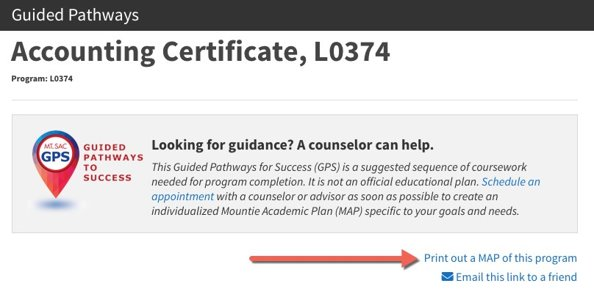 Guided Pathways
Accounting Certificate, L0374
Program: L0374
MT. SAC
GPS
GUIDED
PATHWAYS
TO
SUCCESS
Looking for guidance? A counselor can help.
This Guided Pathways for Success (GPS) is a suggested sequence of coursework
needed for program completion. It is not an official educational plan. Schedule an
appointment with a counselor or advisor as soon as possible to create an
individualized Mountie Academic Plan (MAP) specific to your goals and needs.
Print out a MAP of this program
Email this link to a friend